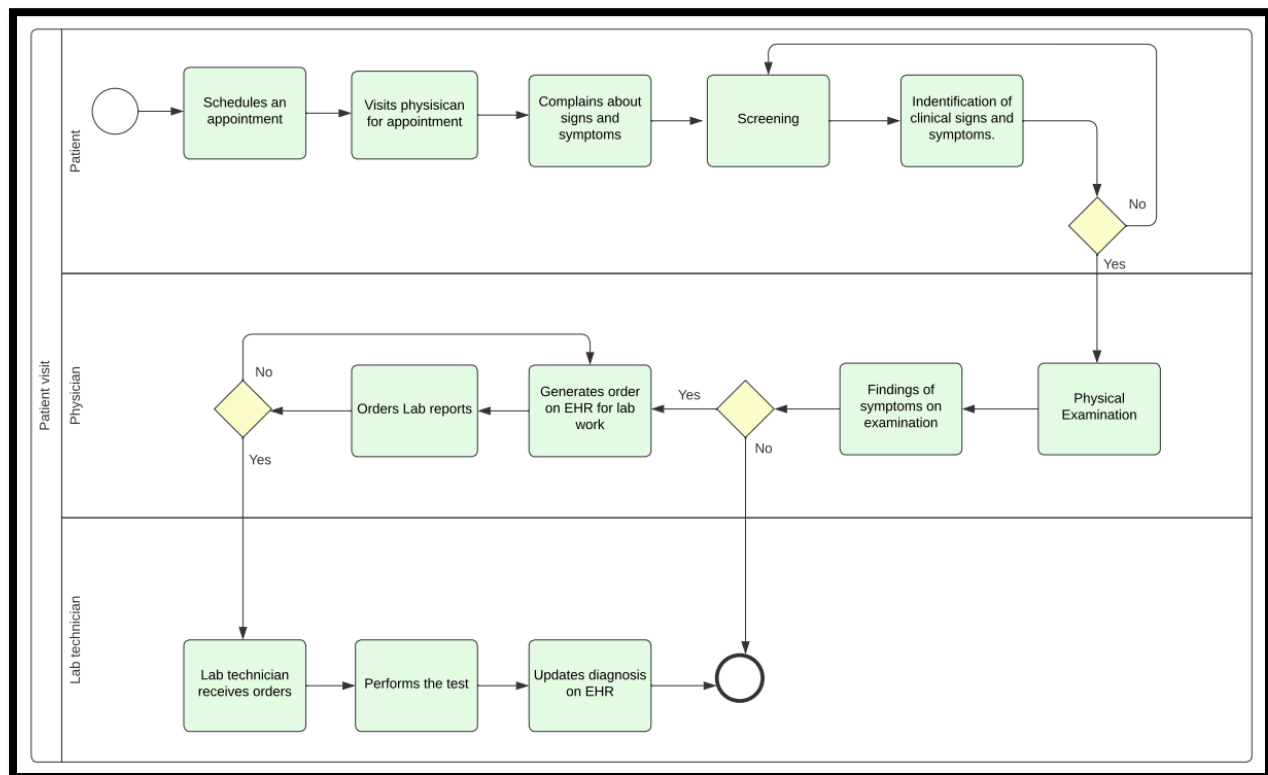 Patient visit
Patient
Schedules an
appointment
Visits physisican
for appointment
Complains about
signs and
symptoms
Screening
Indentification of
clinical signs and
symptoms.
No
Yes
Physician
No
Yes
Orders Lab reports
Generates order
on EHR for lab
work
Yes
No
Findings of
symptoms on
examination
Physical
Examination
Lab technician
Lab technician
receives orders
Performs the test
Updates diagnosis
on EHR